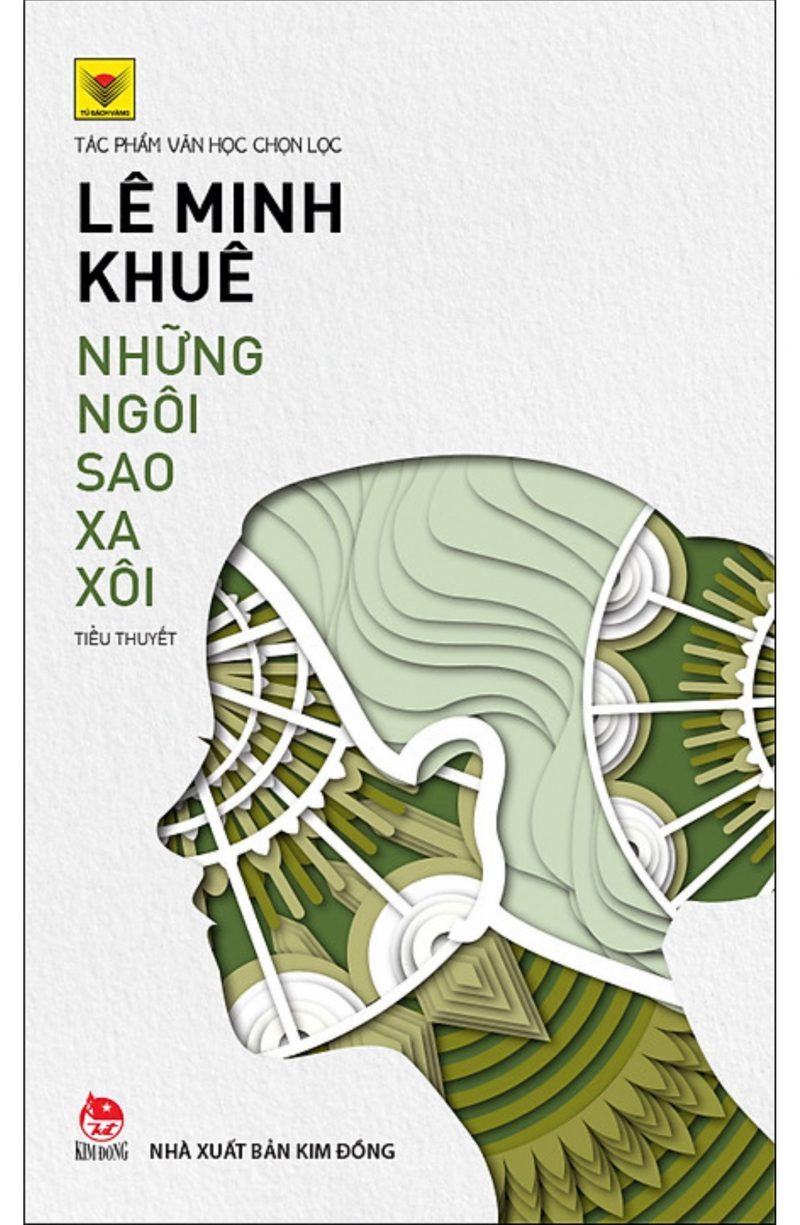 TỦ SÁCH VÀNG
TÁC PHẨM VĂN HỌC CHỌN LỌC
LÊ MINH
KHUÊ
NHỮNG
NGÔI
SAO
XA
XÔI
TIỂU THUYẾT
KIM ĐỒNG
NHÀ XUẤT BẢN KIM ĐỒNG